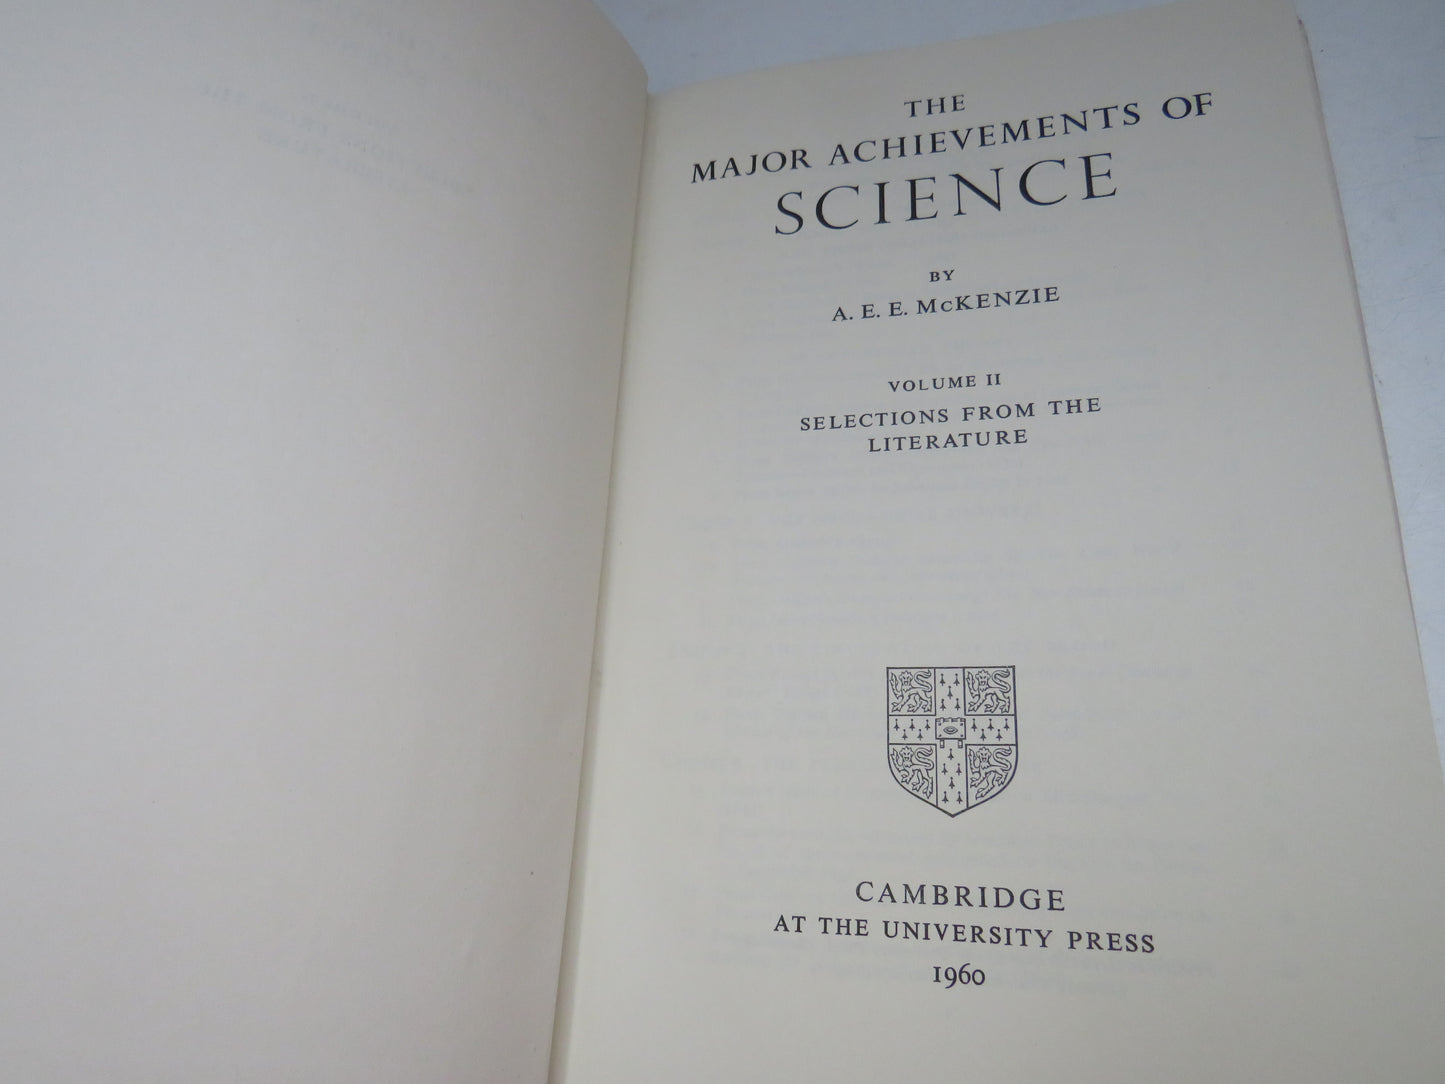 THE
MAJOR ACHIEVEMENTS OF
SCIENCE
BY
A. E. E. McKENZIE
VOLUME II
SELECTIONS FROM THE
LITERATURE
CAMBRIDGE
AT THE UNIVERSITY PRESS
1960